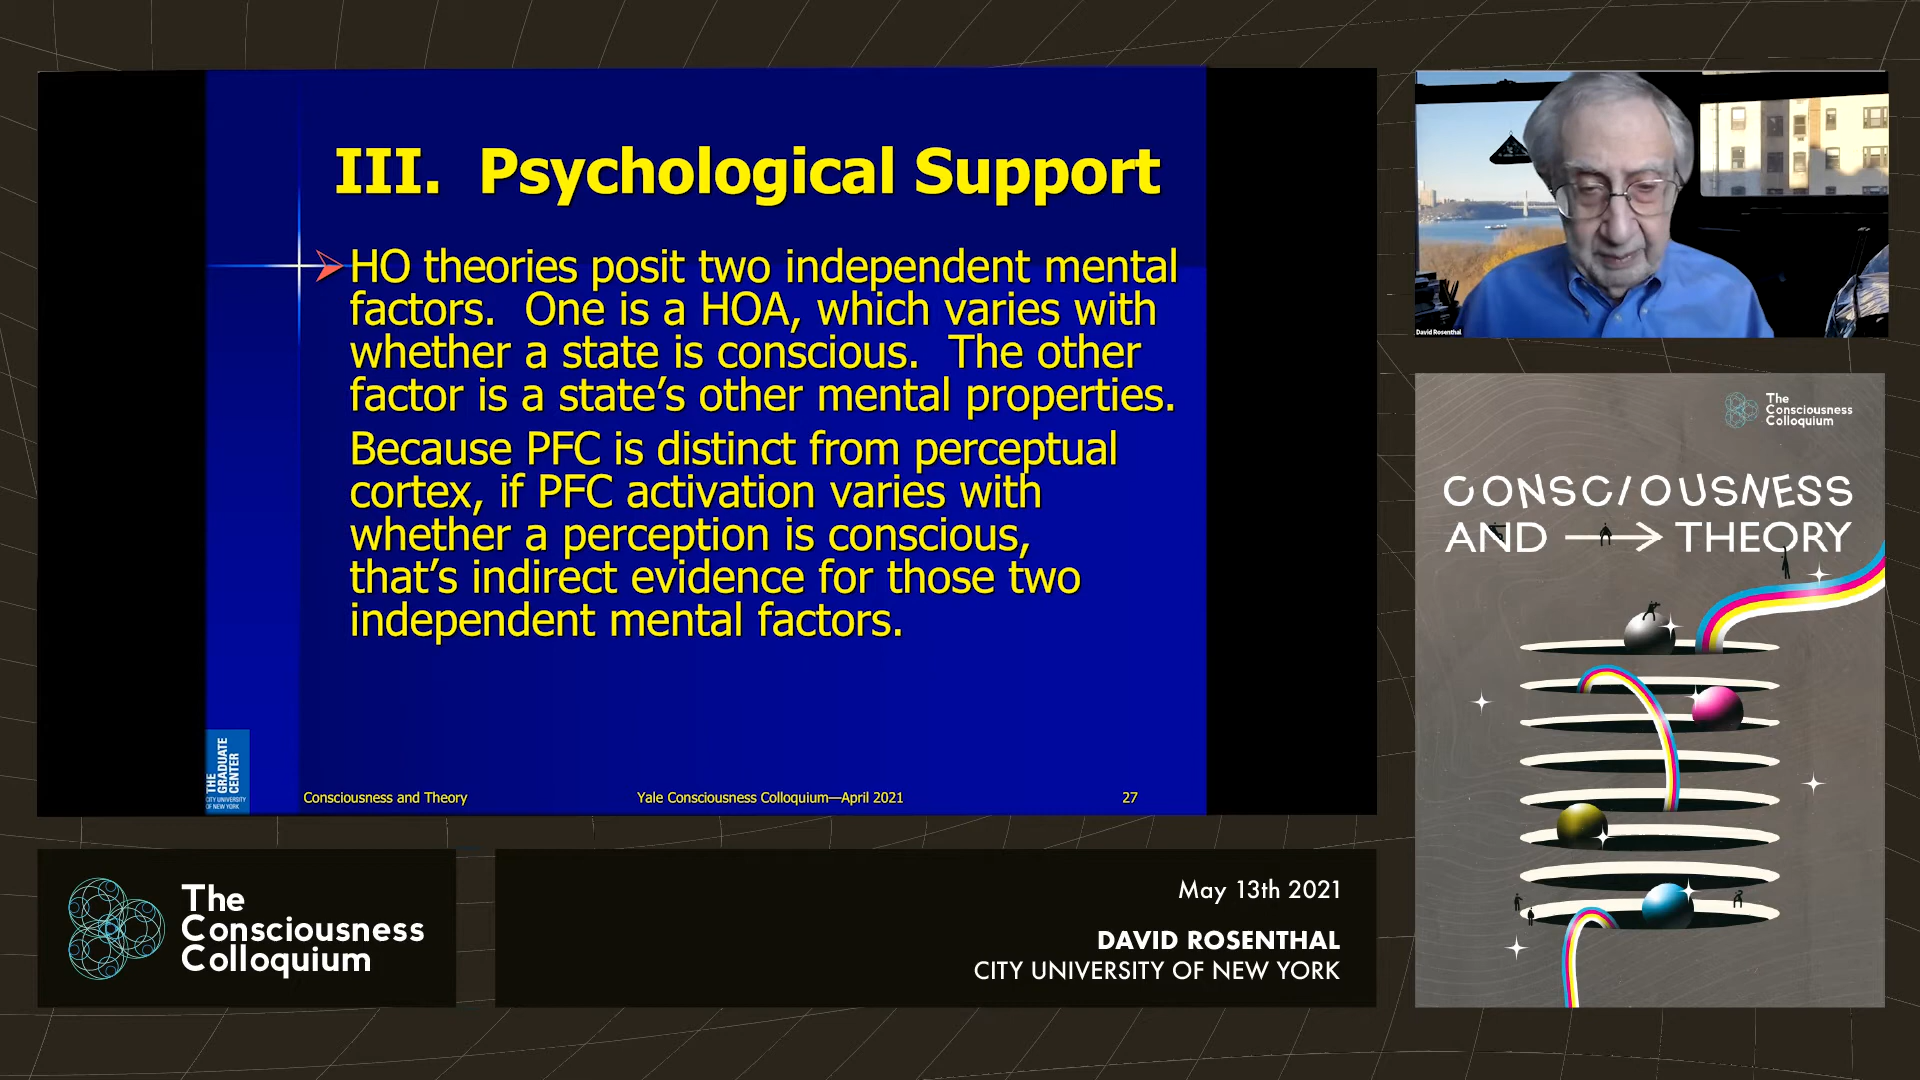 III. Psychological Support
HO theories posit two independent mental
factors. One is a HOA, which varies with
whether a state is conscious. The other
factor is a state’s other mental properties.
Because PFC is distinct from perceptual
cortex, if PFC activation varies with
whether a perception is conscious,
that’s indirect evidence for those two
independent mental factors.
THE
GRADUATE
CENTER
CITY UNIVERSITY
OF NEW YORK
Consciousness and Theory
Yale Consciousness Colloquium—April 2021
27
David Rosenthal
The
Consciousness
Colloquium
CONSC/OUSNESS
AND → THEORY
The
Consciousness
Colloquium
May 13th 2021
DAVID ROSENTHAL
CITY UNIVERSITY OF NEW YORK